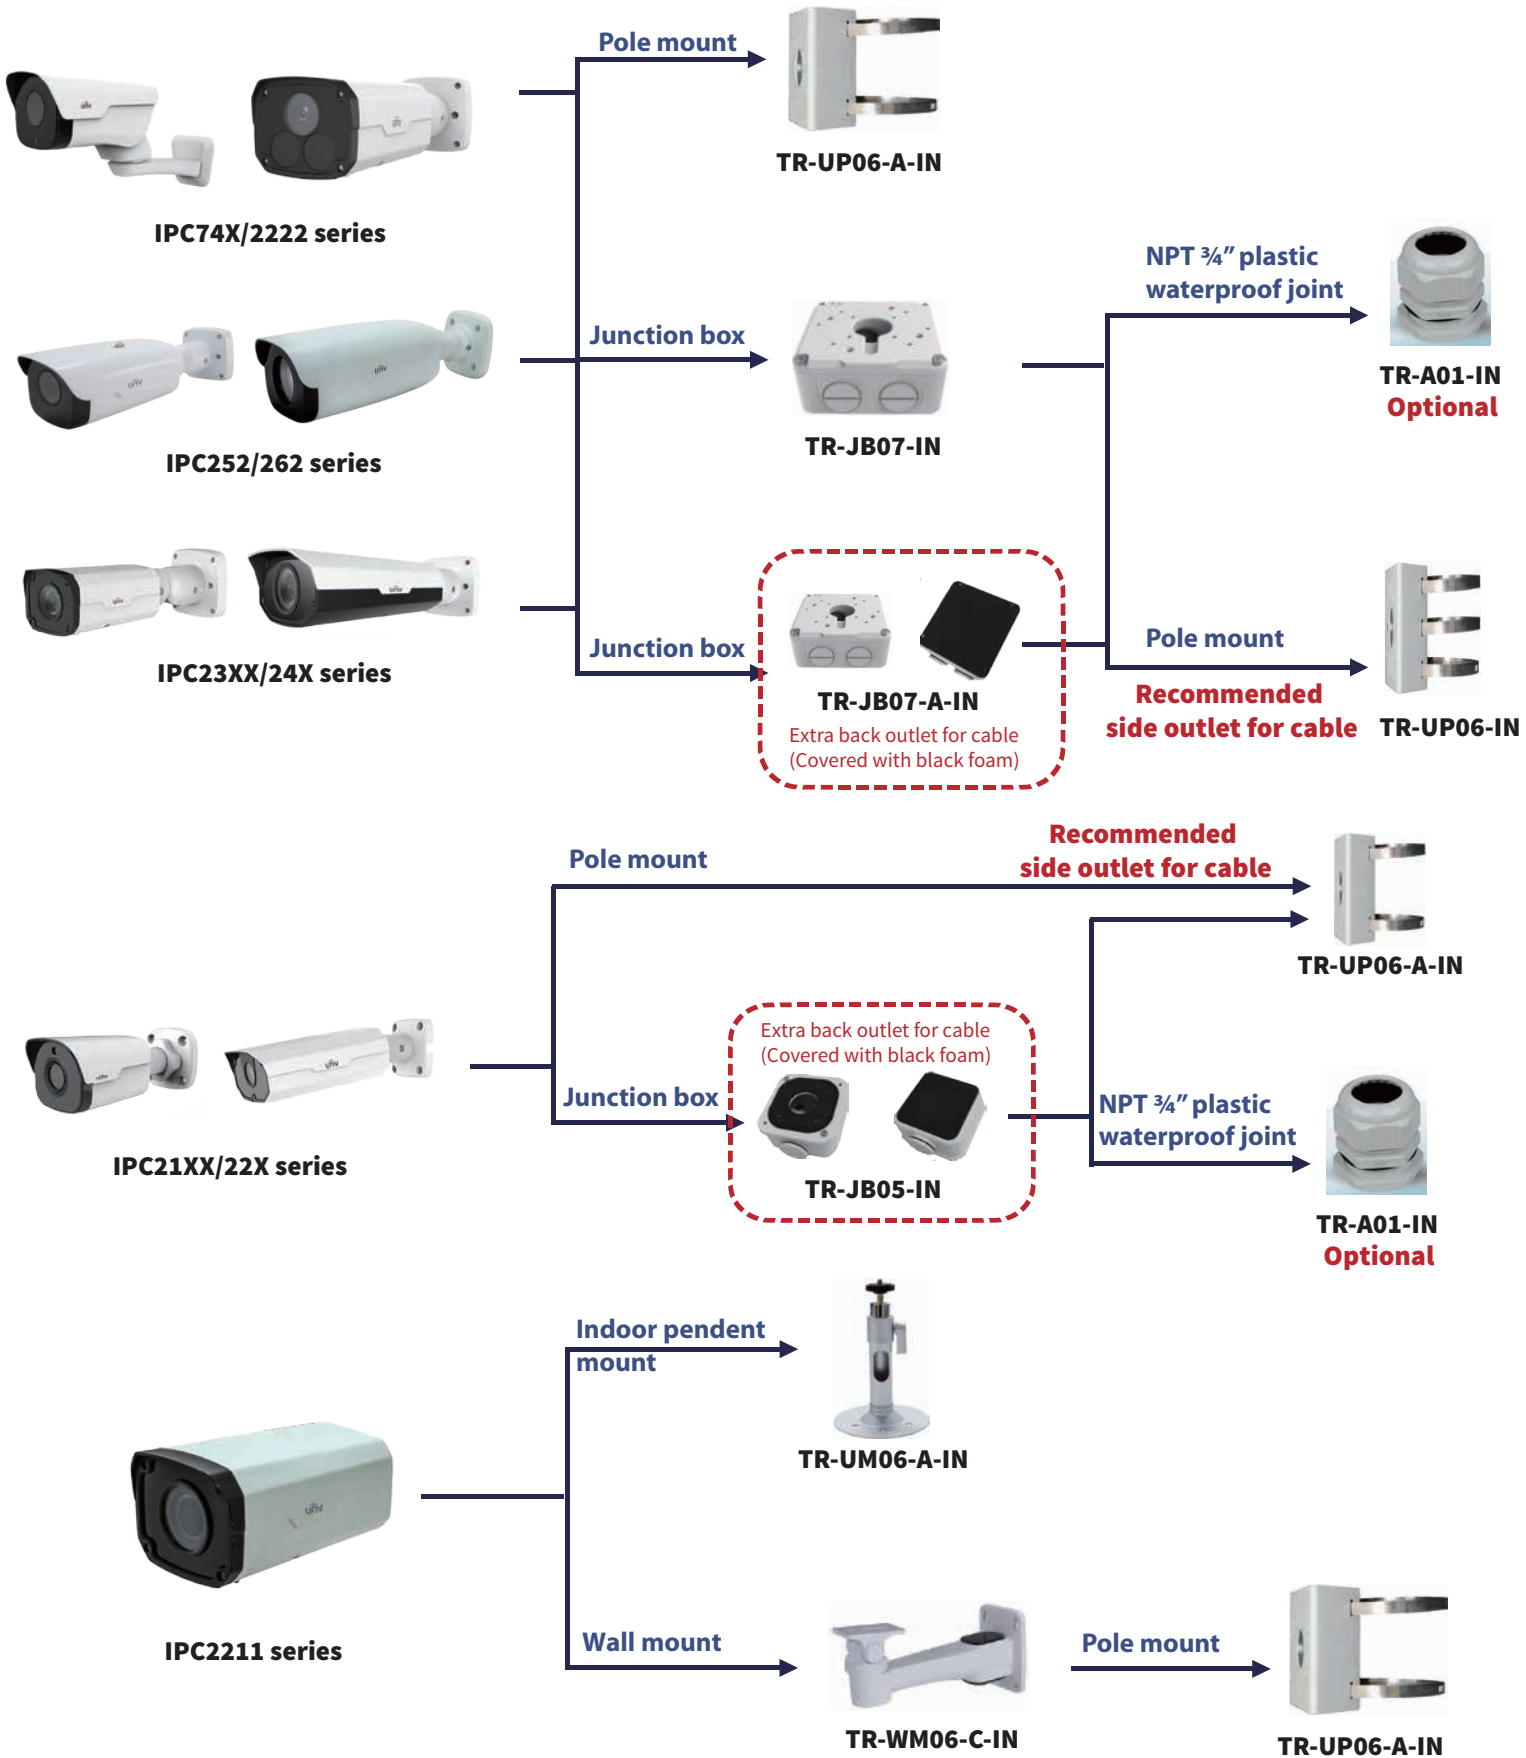 Pole mount
TR-UP06-A-IN
IPC74X/2222 series
NPT ¾” plastic
waterproof joint
Junction box
TR-A01-IN
Optional
TR-JB07-IN
IPC252/262 series
Junction box
Pole mount
TR-JB07-A-IN
Extra back outlet for cable
(Covered with black foam)
Recommended
side outlet for cable
TR-UP06-IN
IPC23XX/24X series
Pole mount
Recommended
side outlet for cable
TR-UP06-A-IN
Extra back outlet for cable
(Covered with black foam)
Junction box
TR-JB05-IN
NPT ¾” plastic
waterproof joint
IPC21XX/22X series
TR-A01-IN
Optional
Indoor pendent
mount
TR-UM06-A-IN
unv
IPC2211 series
Wall mount
TR-WM06-C-IN
Pole mount
TR-UP06-A-IN